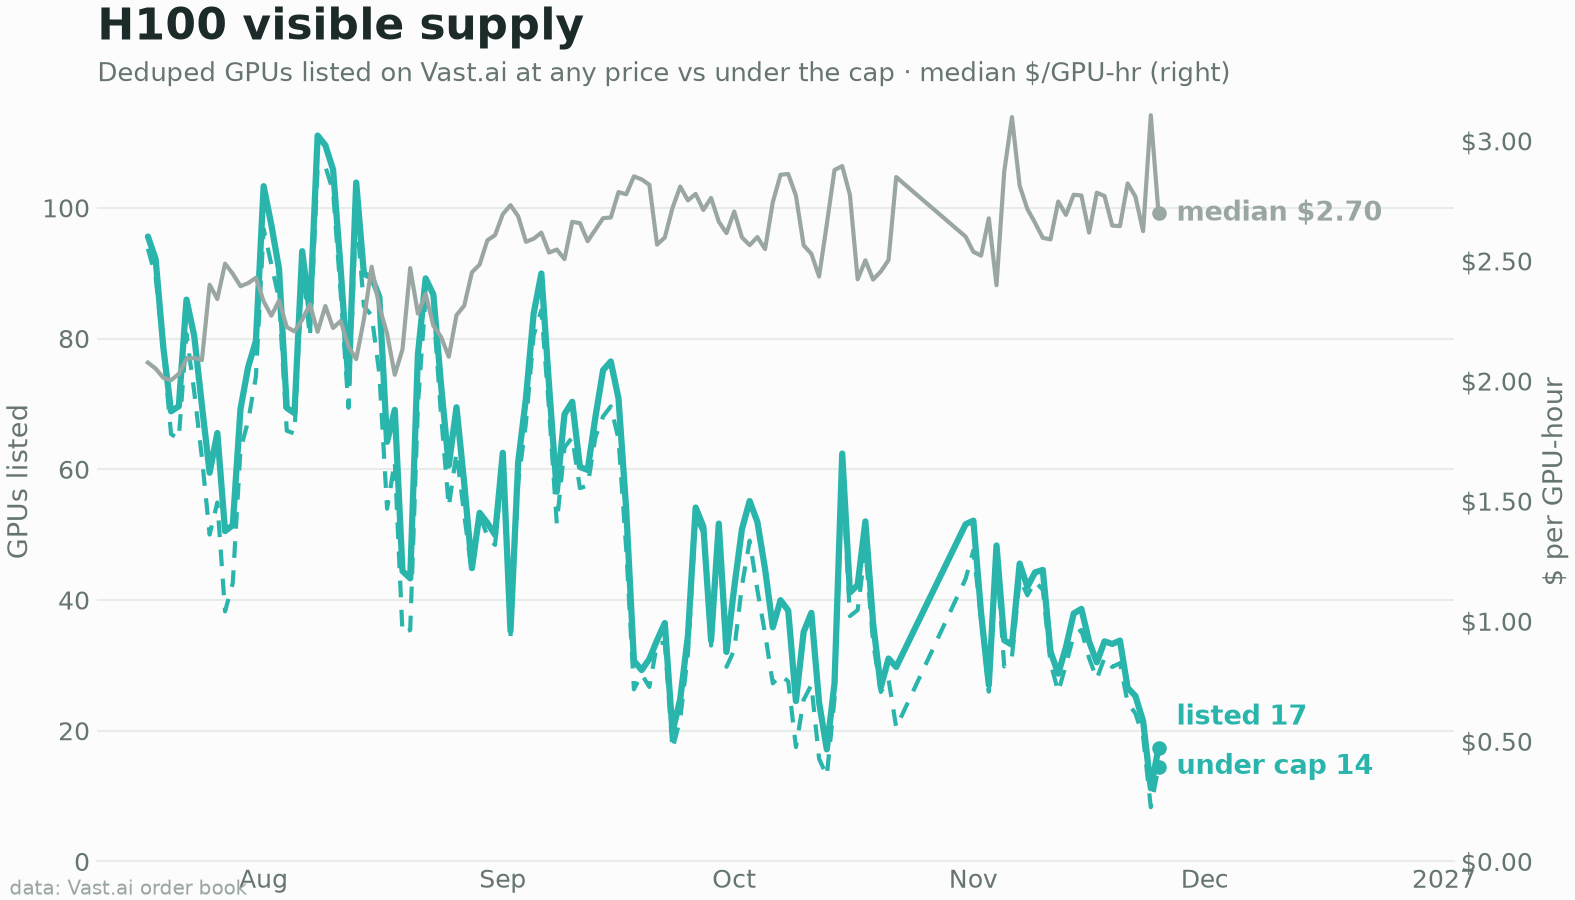 H100 visible supply
Deduped GPUs listed on Vast.ai at any price vs under the cap · median $/GPU-hr (right)
GPUs listed
100
80
60
40
20
0
$3.00
$2.50
$2.00
$1.50
$1.00
$0.50
$0.00
$ per GPU-hour
median $2.70
listed 17
under cap 14
Aug
Sep
Oct
Nov
Dec
2027
data: Vast.ai order book